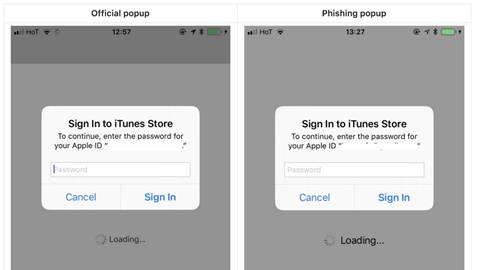 Official popup
Phishing popup
HoT
12:57
HoT
13:27
Sign In to iTunes Store
To continue, enter the password for
your Apple ID “ .”
Password
Cancel
Sign In
Loading...
Sign In to iTunes Store
To continue, enter the password for
your Apple ID “
Password
Cancel
Sign In
Loading...